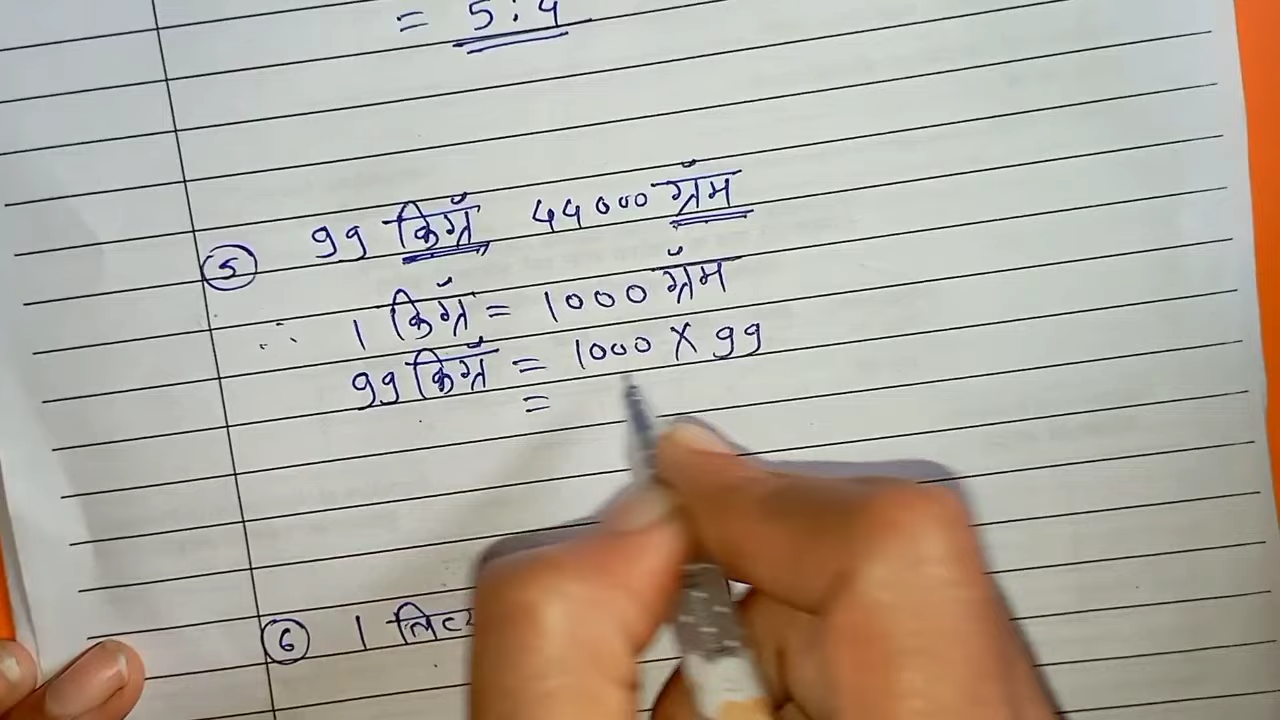 = 5:4
5 99 किग्रॅ 44000 ग्रॅम
∴ 1 किग्रॅ = 1000 ग्रॅम
99 किग्रॅ = 1000 X 99
=
6 1